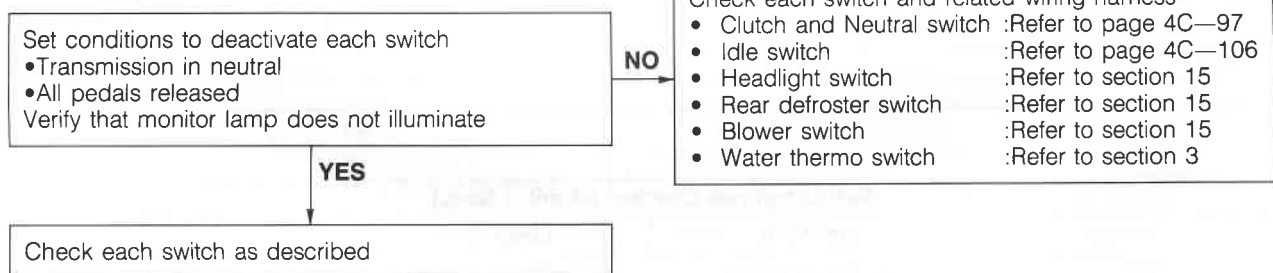 Check each switch and related wiring harness
• Clutch and Neutral switch :Refer to page 4C—97
• Idle switch :Refer to page 4C—106
• Headlight switch :Refer to section 15
• Rear defroster switch :Refer to section 15
• Blower switch :Refer to section 15
• Water thermo switch :Refer to section 3
Set conditions to deactivate each switch
•Transmission in neutral
•All pedals released
Verify that monitor lamp does not illuminate
NO
YES
Check each switch as described